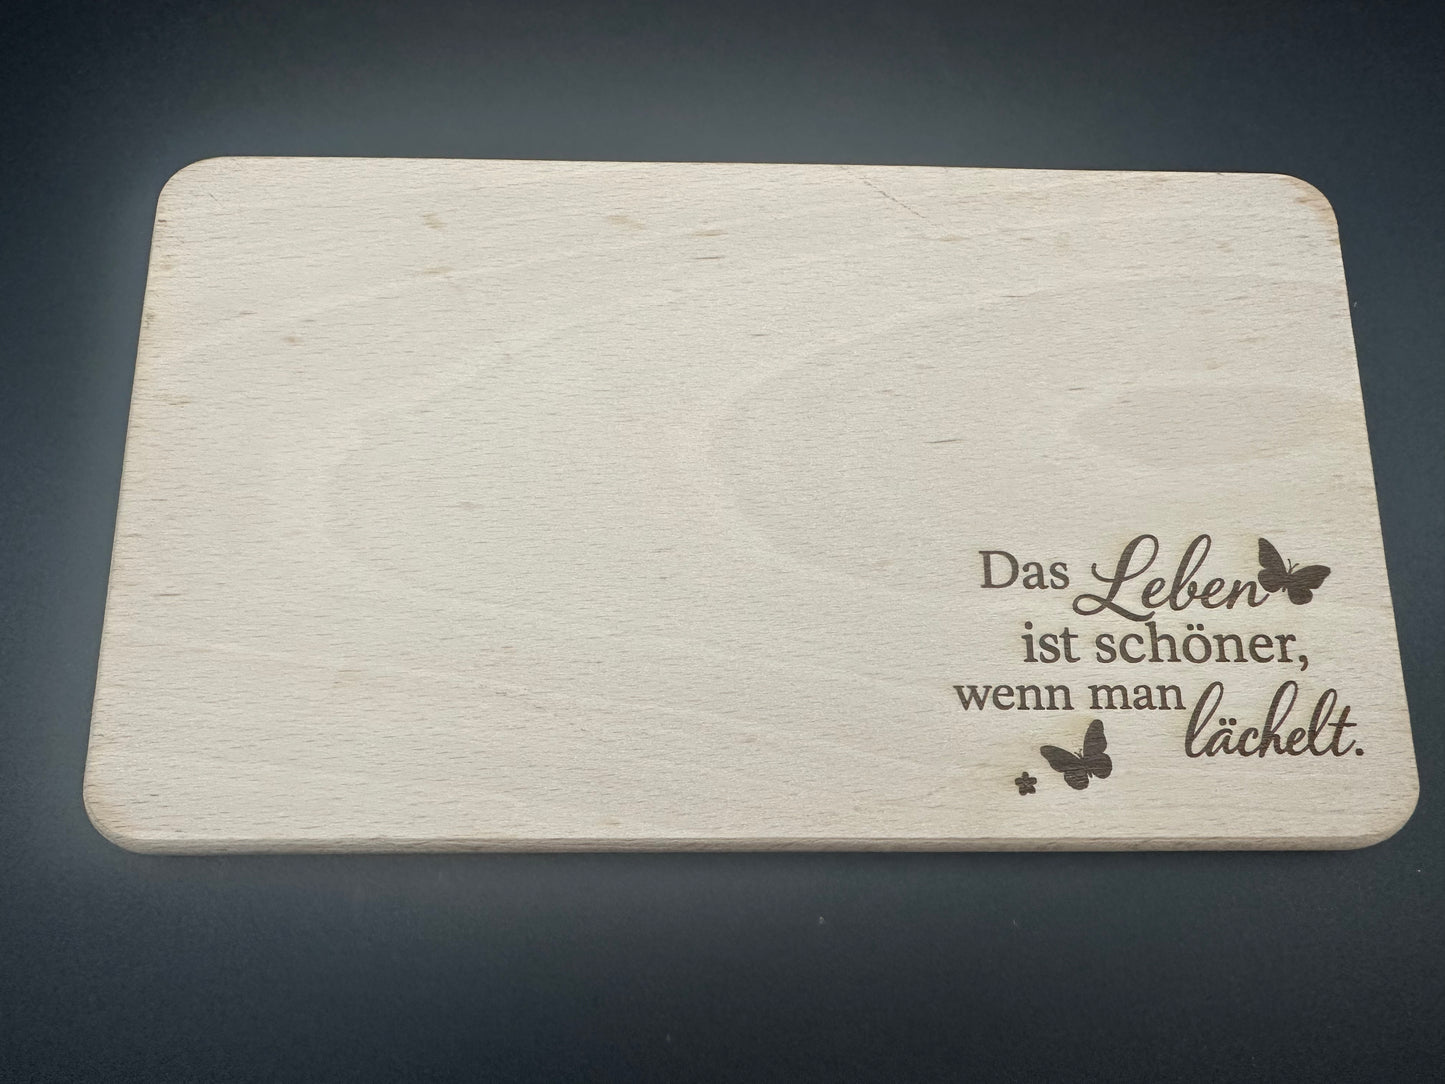 Das Leben
ist schöner,
wenn man
lächelt.